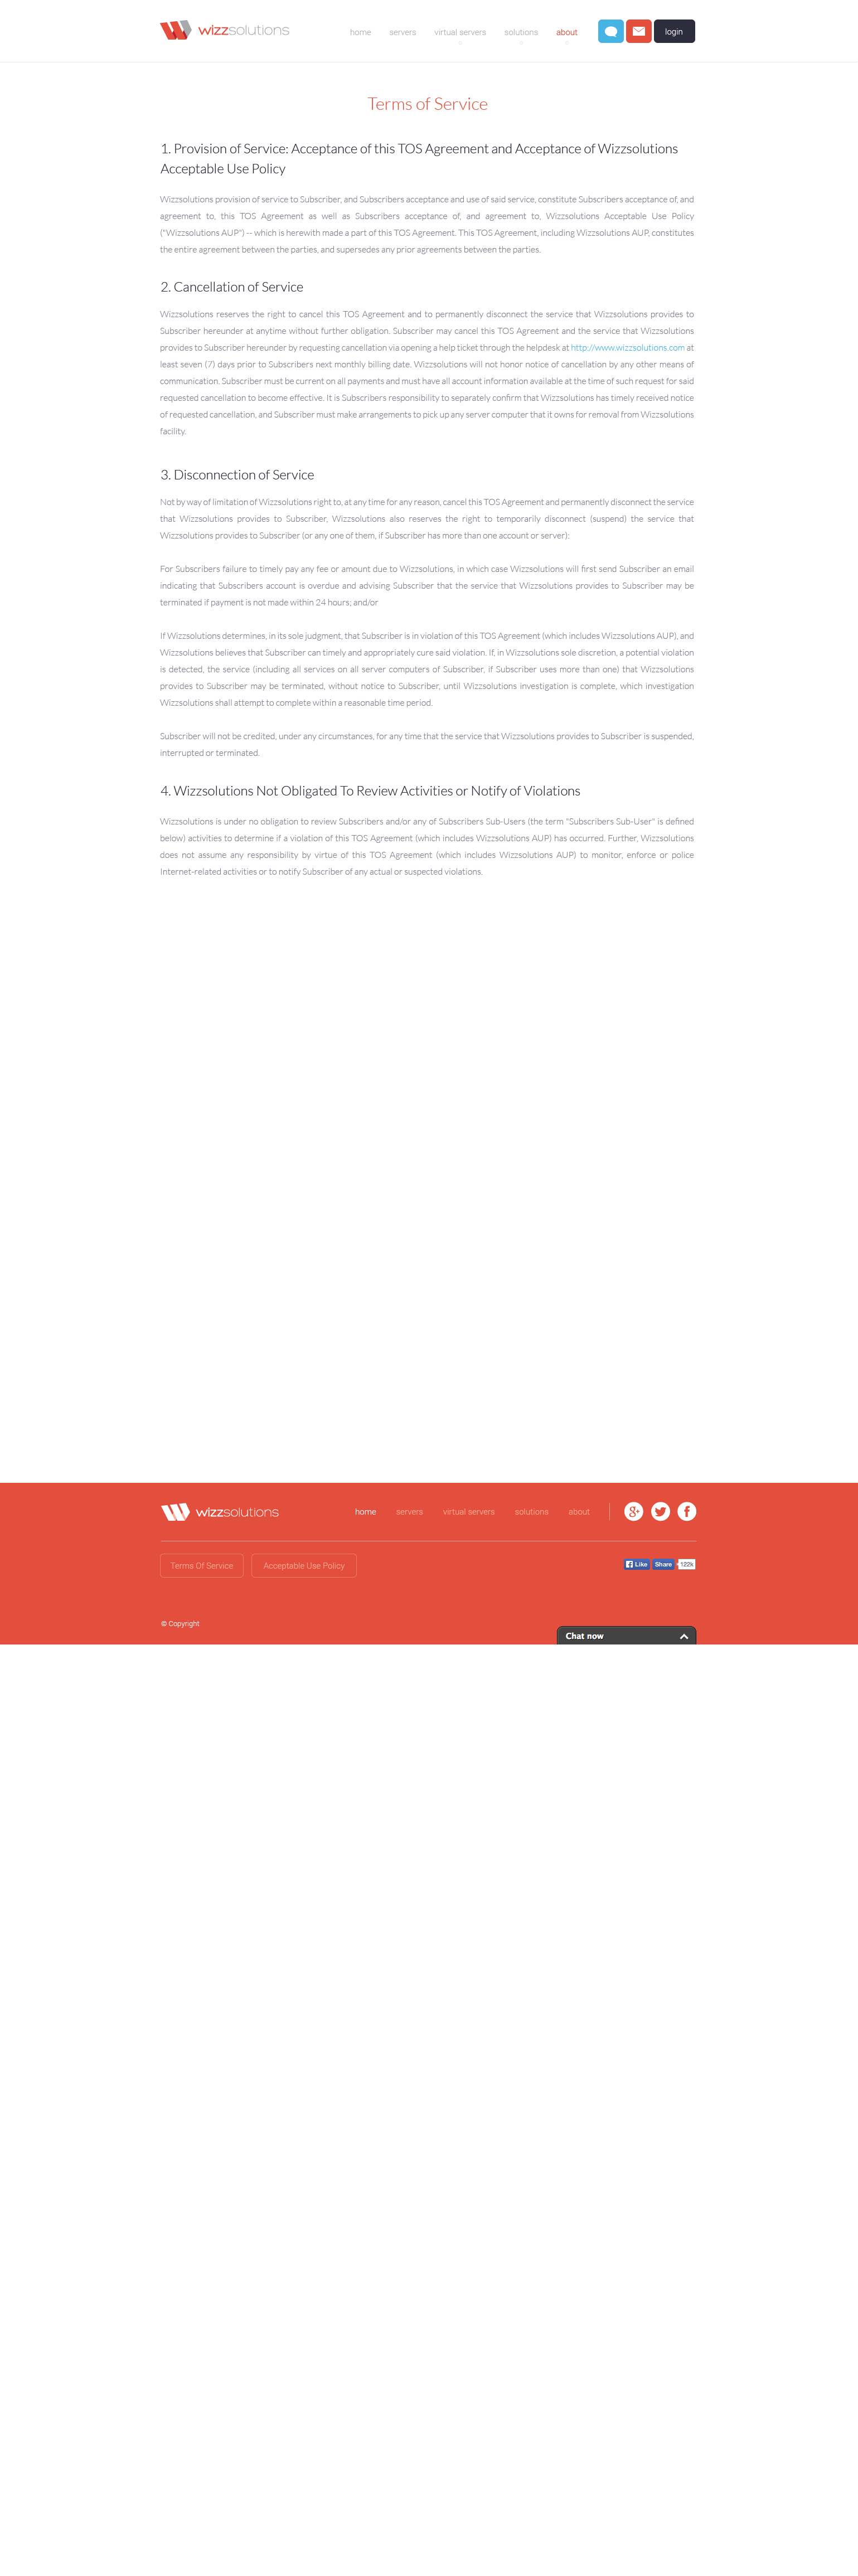 wizzsolutions
home servers virtual servers solutions about login
Terms of Service
1. Provision of Service: Acceptance of this TOS Agreement and Acceptance of Wizzsolutions
Acceptable Use Policy
Wizzsolutions provision of service to Subscriber, and Subscribers acceptance and use of said service, constitute Subscribers acceptance of, and
agreement to, this TOS Agreement as well as Subscribers acceptance of, and agreement to, Wizzsolutions Acceptable Use Policy
("Wizzsolutions AUP") -- which is herewith made a part of this TOS Agreement. This TOS Agreement, including Wizzsolutions AUP, constitutes
the entire agreement between the parties, and supersedes any prior agreements between the parties.
2. Cancellation of Service
Wizzsolutions reserves the right to cancel this TOS Agreement and to permanently disconnect the service that Wizzsolutions provides to
Subscriber hereunder at anytime without further obligation. Subscriber may cancel this TOS Agreement and the service that Wizzsolutions
provides to Subscriber hereunder by requesting cancellation via opening a help ticket through the helpdesk at http://www.wizzsolutions.com at
least seven (7) days prior to Subscribers next monthly billing date. Wizzsolutions will not honor notice of cancellation by any other means of
communication. Subscriber must be current on all payments and must have all account information available at the time of such request for said
requested cancellation to become effective. It is Subscribers responsibility to separately confirm that Wizzsolutions has timely received notice
of requested cancellation, and Subscriber must make arrangements to pick up any server computer that it owns for removal from Wizzsolutions
facility.
3. Disconnection of Service
Not by way of limitation of Wizzsolutions right to, at any time for any reason, cancel this TOS Agreement and permanently disconnect the service
that Wizzsolutions provides to Subscriber, Wizzsolutions also reserves the right to temporarily disconnect (suspend) the service that
Wizzsolutions provides to Subscriber (or any one of them, if Subscriber has more than one account or server):
For Subscribers failure to timely pay any fee or amount due to Wizzsolutions, in which case Wizzsolutions will first send Subscriber an email
indicating that Subscribers account is overdue and advising Subscriber that the service that Wizzsolutions provides to Subscriber may be
terminated if payment is not made within 24 hours; and/or
If Wizzsolutions determines, in its sole judgment, that Subscriber is in violation of this TOS Agreement (which includes Wizzsolutions AUP), and
Wizzsolutions believes that Subscriber can timely and appropriately cure said violation. If, in Wizzsolutions sole discretion, a potential violation
is detected, the service (including all services on all server computers of Subscriber, if Subscriber uses more than one) that Wizzsolutions
provides to Subscriber may be terminated, without notice to Subscriber, until Wizzsolutions investigation is complete, which investigation
Wizzsolutions shall attempt to complete within a reasonable time period.
Subscriber will not be credited, under any circumstances, for any time that the service that Wizzsolutions provides to Subscriber is suspended,
interrupted or terminated.
4. Wizzsolutions Not Obligated To Review Activities or Notify of Violations
Wizzsolutions is under no obligation to review Subscribers and/or any of Subscribers Sub-Users (the term "Subscribers Sub-User" is defined
below) activities to determine if a violation of this TOS Agreement (which includes Wizzsolutions AUP) has occurred. Further, Wizzsolutions
does not assume any responsibility by virtue of this TOS Agreement (which includes Wizzsolutions AUP) to monitor, enforce or police
Internet-related activities or to notify Subscriber of any actual or suspected violations.
wizzsolutions
home servers virtual servers solutions about
Terms Of Service Acceptable Use Policy
Like Share 122k
© Copyright
Chat now